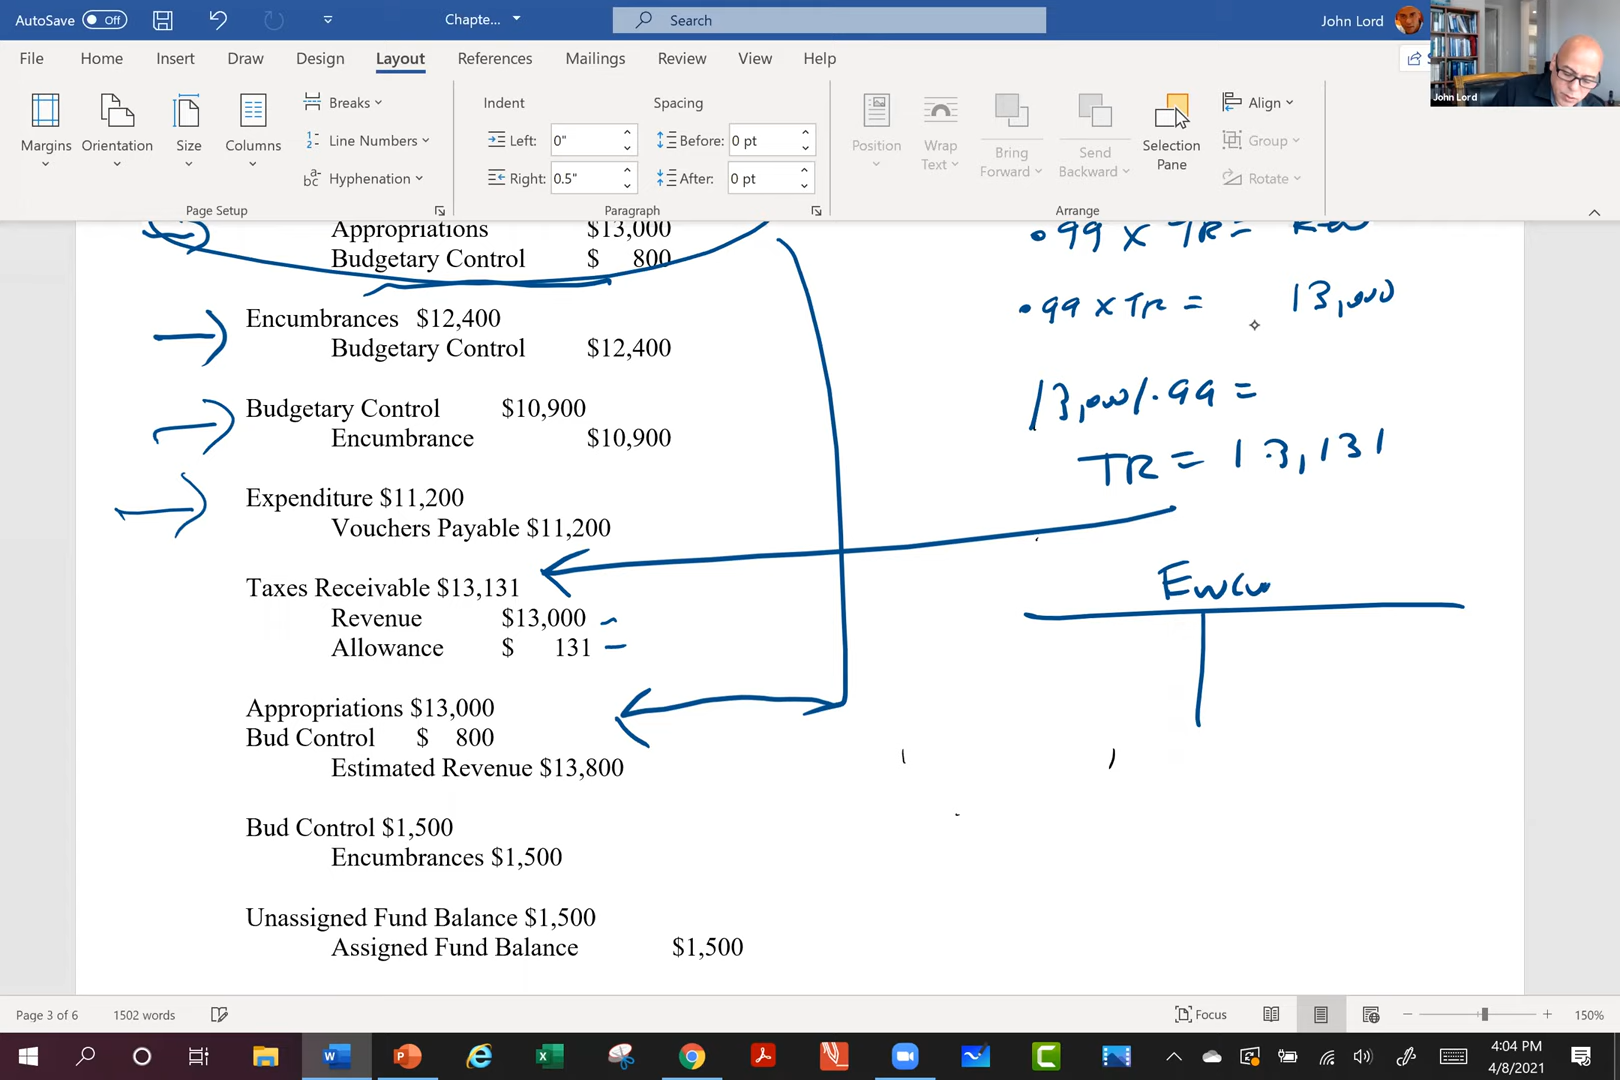 AutoSave Off Chapte... Search John Lord
File Home Insert Draw Design Layout References Mailings Review View Help
John Lord
Margins Orientation Size Columns
Breaks
Line Numbers
Hyphenation
Page Setup
Indent Spacing
Left: 0" Before: 0 pt
Right: 0.5" After: 0 pt
Paragraph
Position Wrap Text Bring Forward Send Backward Selection Pane
Align
Group
Rotate
Arrange
Appropriations $13,000
Budgetary Control $ 800
Encumbrances $12,400
Budgetary Control $12,400
Budgetary Control $10,900
Encumbrance $10,900
Expenditure $11,200
Vouchers Payable $11,200
Taxes Receivable $13,131
Revenue $13,000
Allowance $ 131
Appropriations $13,000
Bud Control $ 800
Estimated Revenue $13,800
Bud Control $1,500
Encumbrances $1,500
Unassigned Fund Balance $1,500
Assigned Fund Balance $1,500
.99 x TR =
.99 x TR = 13,000
13,000/.99 =
TR = 13,131
Page 3 of 6 1502 words Focus 150%
4:04 PM
4/8/2021